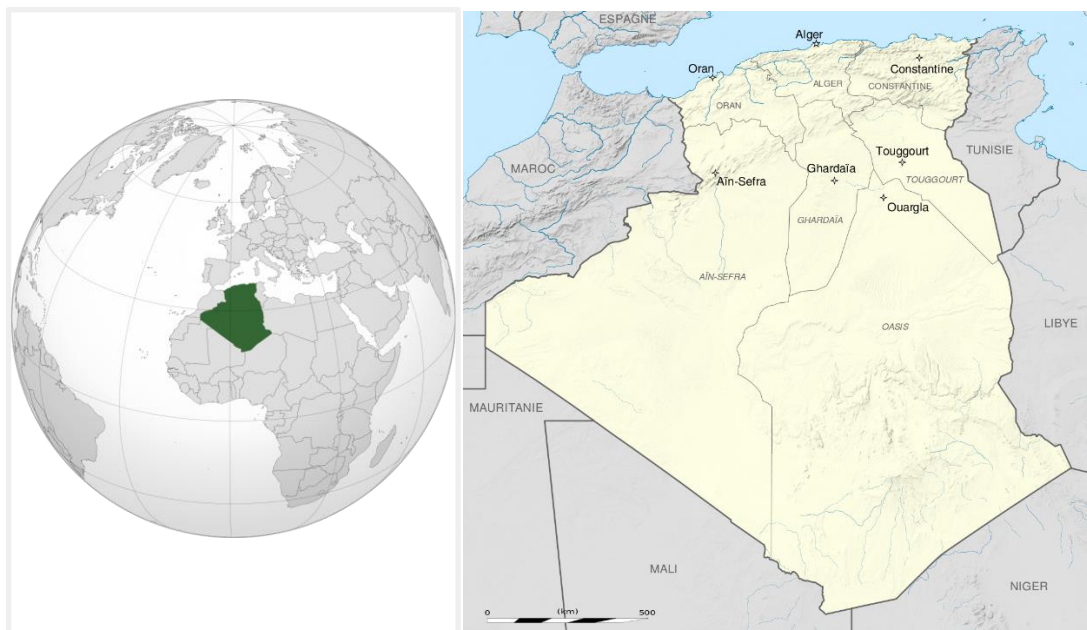 ESPAGNE
Alger
Oran
Constantine
ALGER
CONSTANTINE
ORAN
MAROC
TUNISIE
Touggourt
Ghardaïa
Aïn-Sefra
TOUGGOURT
Ouargla
GHARDAÏA
AÏN-SEFRA
OASIS
LIBYE
MAURITANIE
MALI
NIGER
0 (km) 500